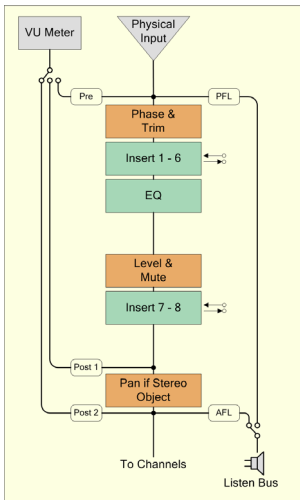 VU Meter
Physical
Input
Pre
PFL
Phase &
Trim
Insert 1 - 6
EQ
Level &
Mute
Insert 7 - 8
Post 1
Pan if Stereo
Object
Post 2
AFL
To Channels
Listen Bus